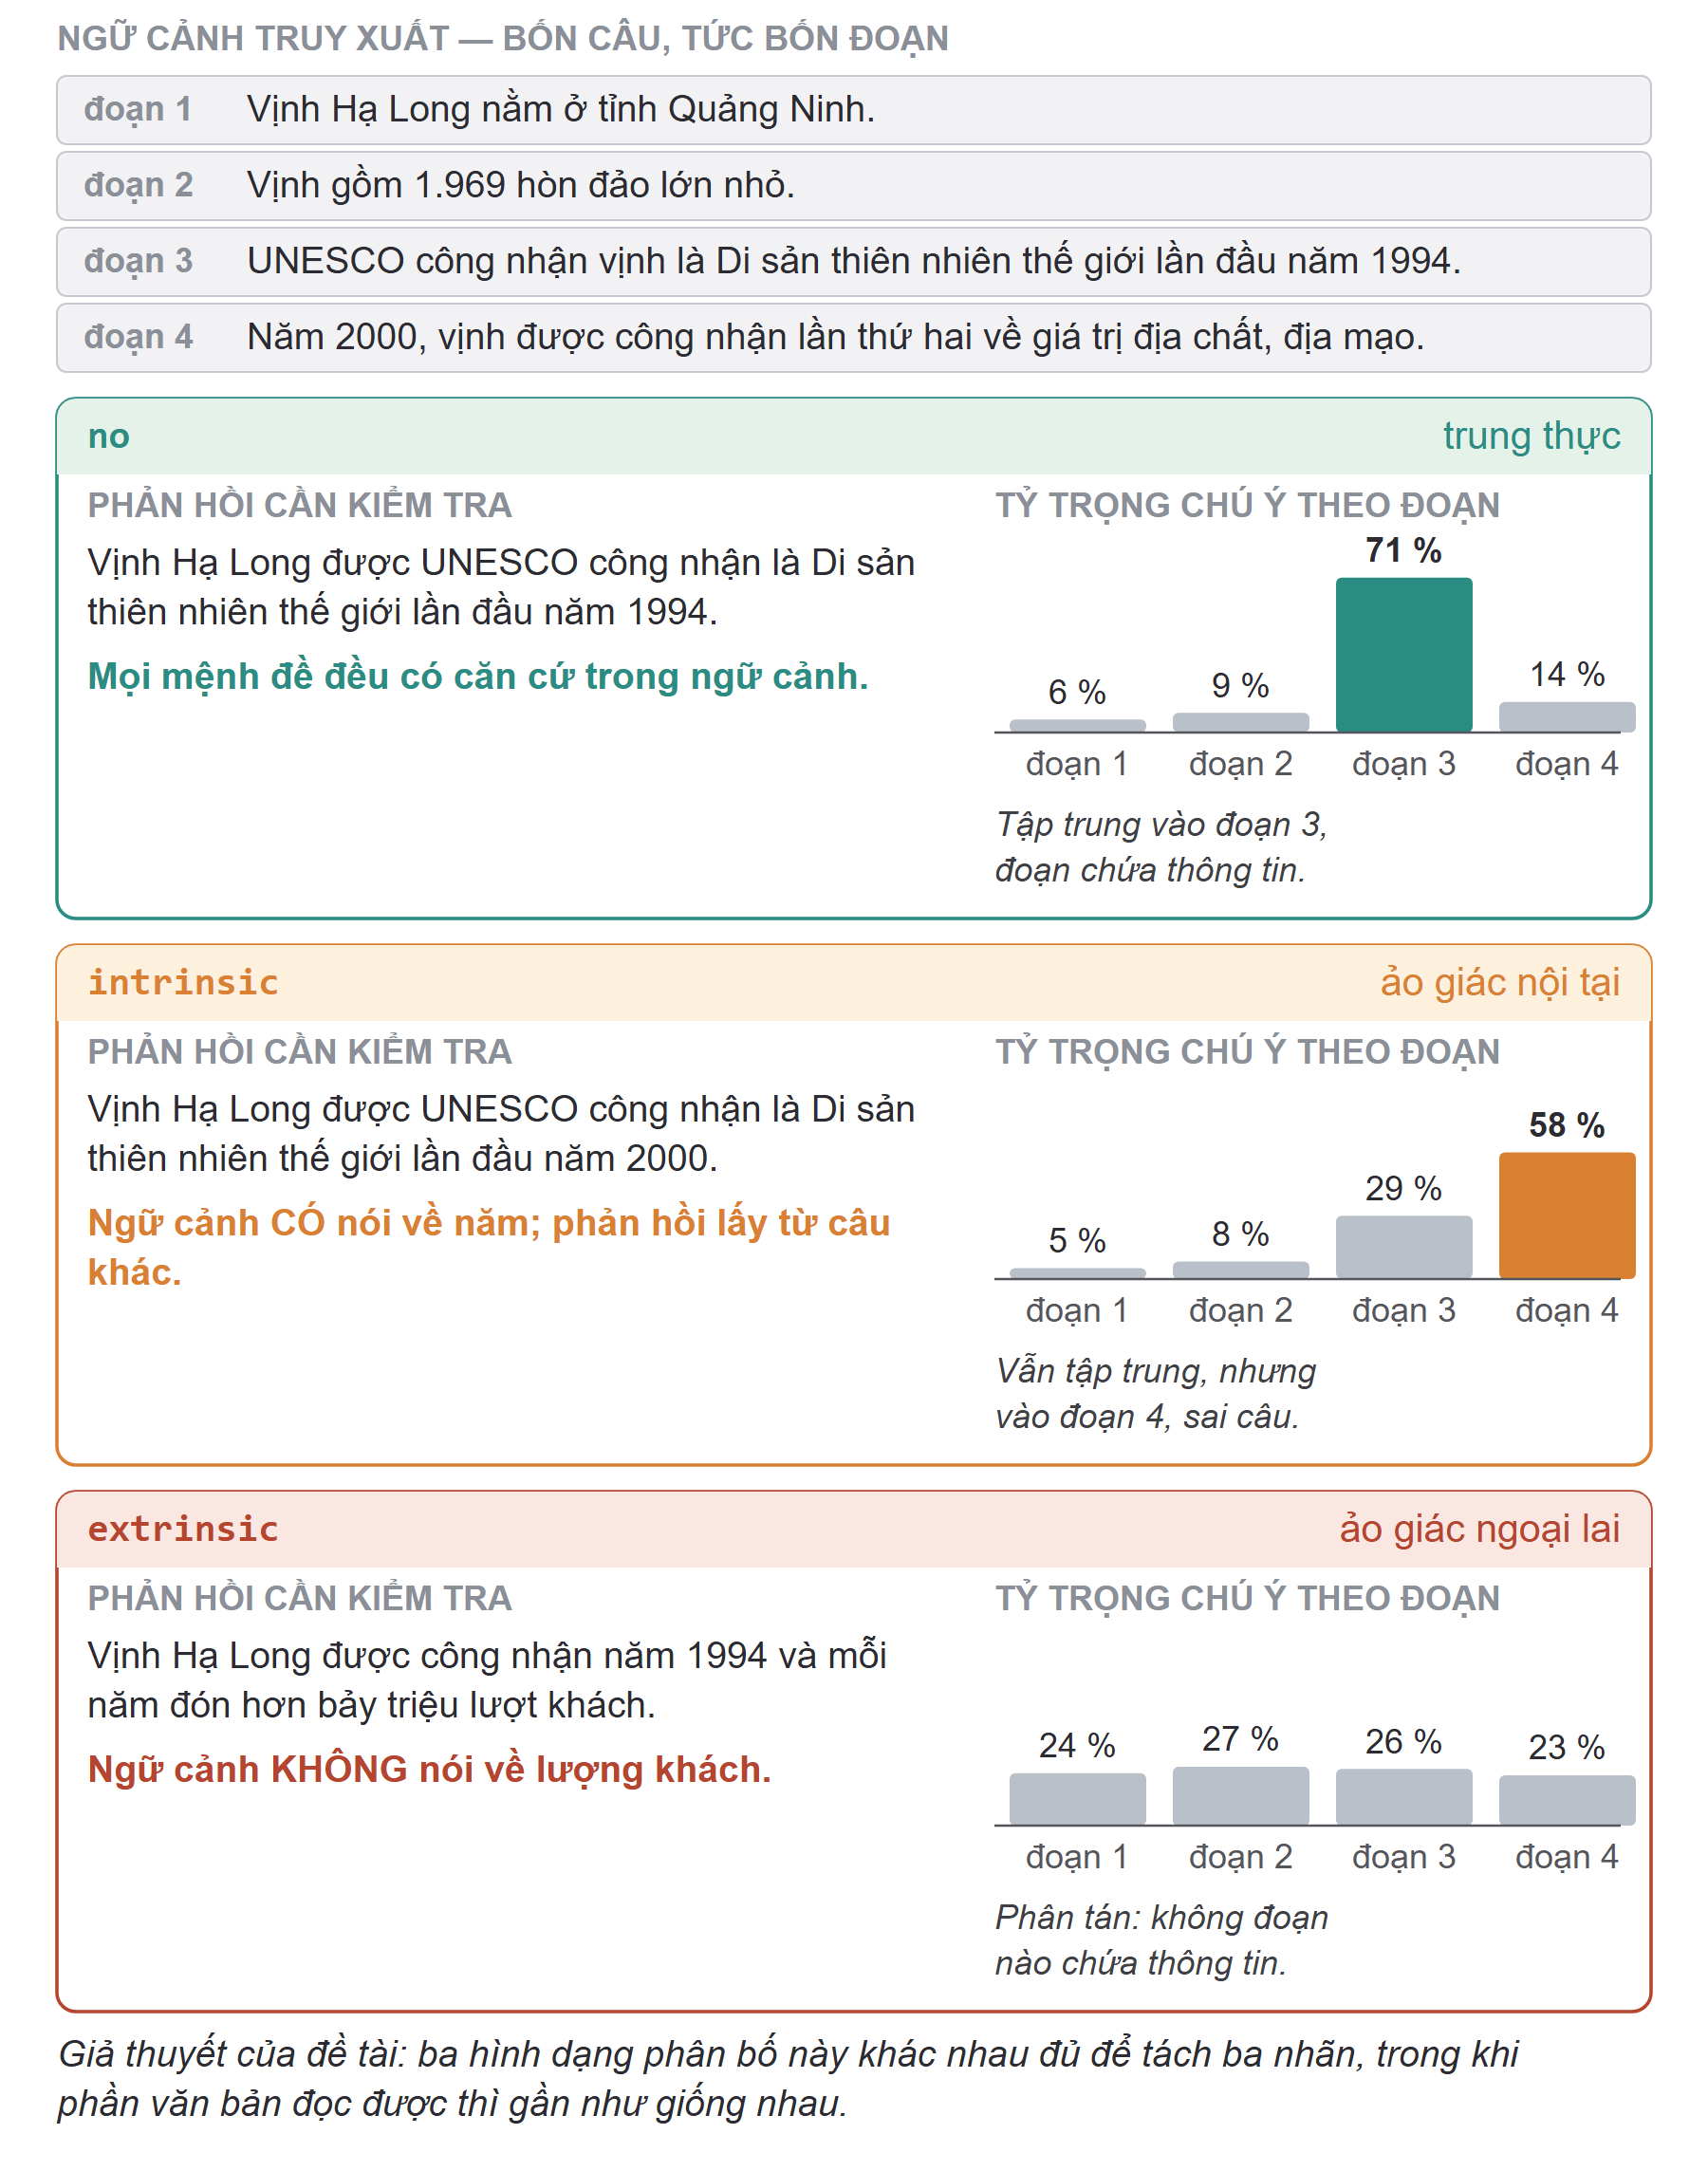 NGỮ CẢNH TRUY XUẤT — BỐN CÂU, TỨC BỐN ĐOẠN
đoạn 1 Vịnh Hạ Long nằm ở tỉnh Quảng Ninh.
đoạn 2 Vịnh gồm 1.969 hòn đảo lớn nhỏ.
đoạn 3 UNESCO công nhận vịnh là Di sản thiên nhiên thế giới lần đầu năm 1994.
đoạn 4 Năm 2000, vịnh được công nhận lần thứ hai về giá trị địa chất, địa mạo.
no trung thực
PHẢN HỒI CẦN KIỂM TRA
Vịnh Hạ Long được UNESCO công nhận là Di sản
thiên nhiên thế giới lần đầu năm 1994.
Mọi mệnh đề đều có căn cứ trong ngữ cảnh.
TỶ TRỌNG CHÚ Ý THEO ĐOẠN
6 % 9 % 71 % 14 %
đoạn 1 đoạn 2 đoạn 3 đoạn 4
Tập trung vào đoạn 3,
đoạn chứa thông tin.
intrinsic ảo giác nội tại
PHẢN HỒI CẦN KIỂM TRA
Vịnh Hạ Long được UNESCO công nhận là Di sản
thiên nhiên thế giới lần đầu năm 2000.
Ngữ cảnh CÓ nói về năm; phản hồi lấy từ câu
khác.
TỶ TRỌNG CHÚ Ý THEO ĐOẠN
5 % 8 % 29 % 58 %
đoạn 1 đoạn 2 đoạn 3 đoạn 4
Vẫn tập trung, nhưng
vào đoạn 4, sai câu.
extrinsic ảo giác ngoại lai
PHẢN HỒI CẦN KIỂM TRA
Vịnh Hạ Long được công nhận năm 1994 và mỗi
năm đón hơn bảy triệu lượt khách.
Ngữ cảnh KHÔNG nói về lượng khách.
TỶ TRỌNG CHÚ Ý THEO ĐOẠN
24 % 27 % 26 % 23 %
đoạn 1 đoạn 2 đoạn 3 đoạn 4
Phân tán: không đoạn
nào chứa thông tin.
Giả thuyết của đề tài: ba hình dạng phân bố này khác nhau đủ để tách ba nhãn, trong khi
phần văn bản đọc được thì gần như giống nhau.